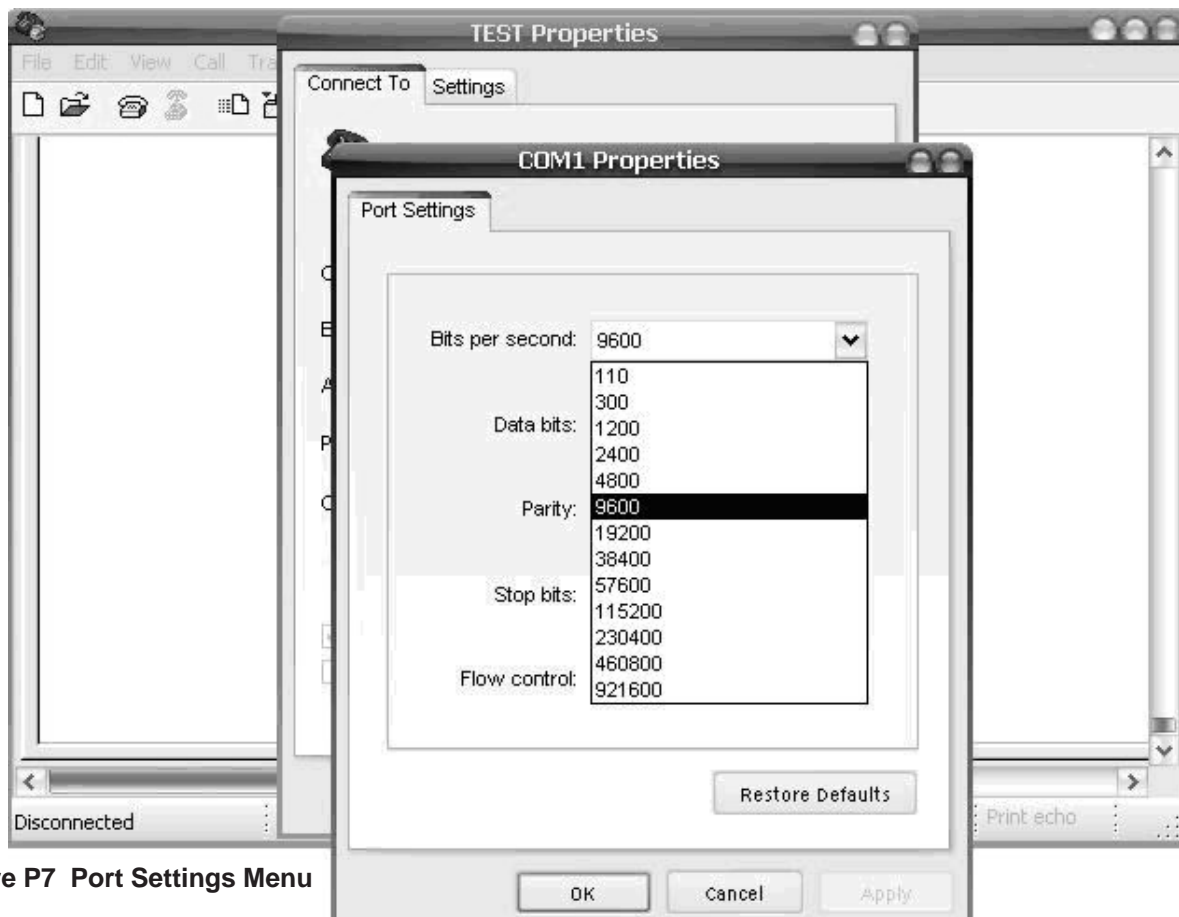 TEST Properties
File Edit View Call Tra
Connect To Settings
COM1 Properties
Port Settings
Bits per second: 9600
110
300
Data bits: 1200
2400
4800
Parity: 9600
19200
38400
Stop bits: 57600
115200
230400
460800
Flow control: 921600
Restore Defaults
Disconnected
Print echo
e P7 Port Settings Menu
OK Cancel Apply